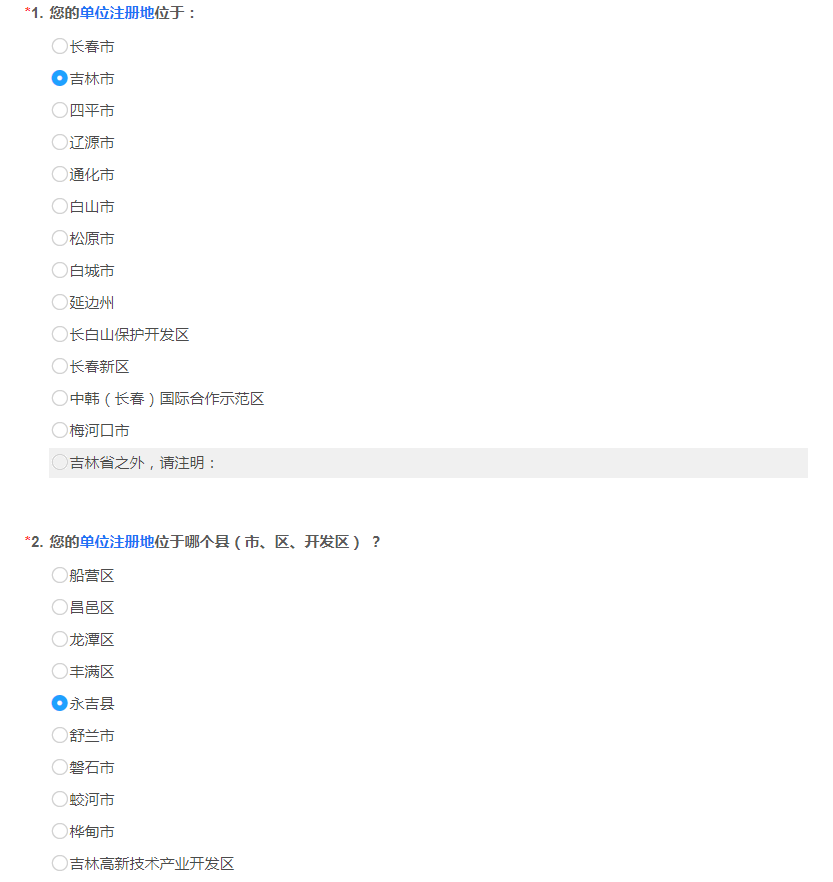 *1. 您的单位注册地位于：
长春市
吉林市
四平市
辽源市
通化市
白山市
松原市
白城市
延边州
长白山保护开发区
长春新区
中韩（长春）国际合作示范区
梅河口市
吉林省之外，请注明：
*2. 您的单位注册地位于哪个县（市、区、开发区）？
船营区
昌邑区
龙潭区
丰满区
永吉县
舒兰市
磐石市
蛟河市
桦甸市
吉林高新技术产业开发区